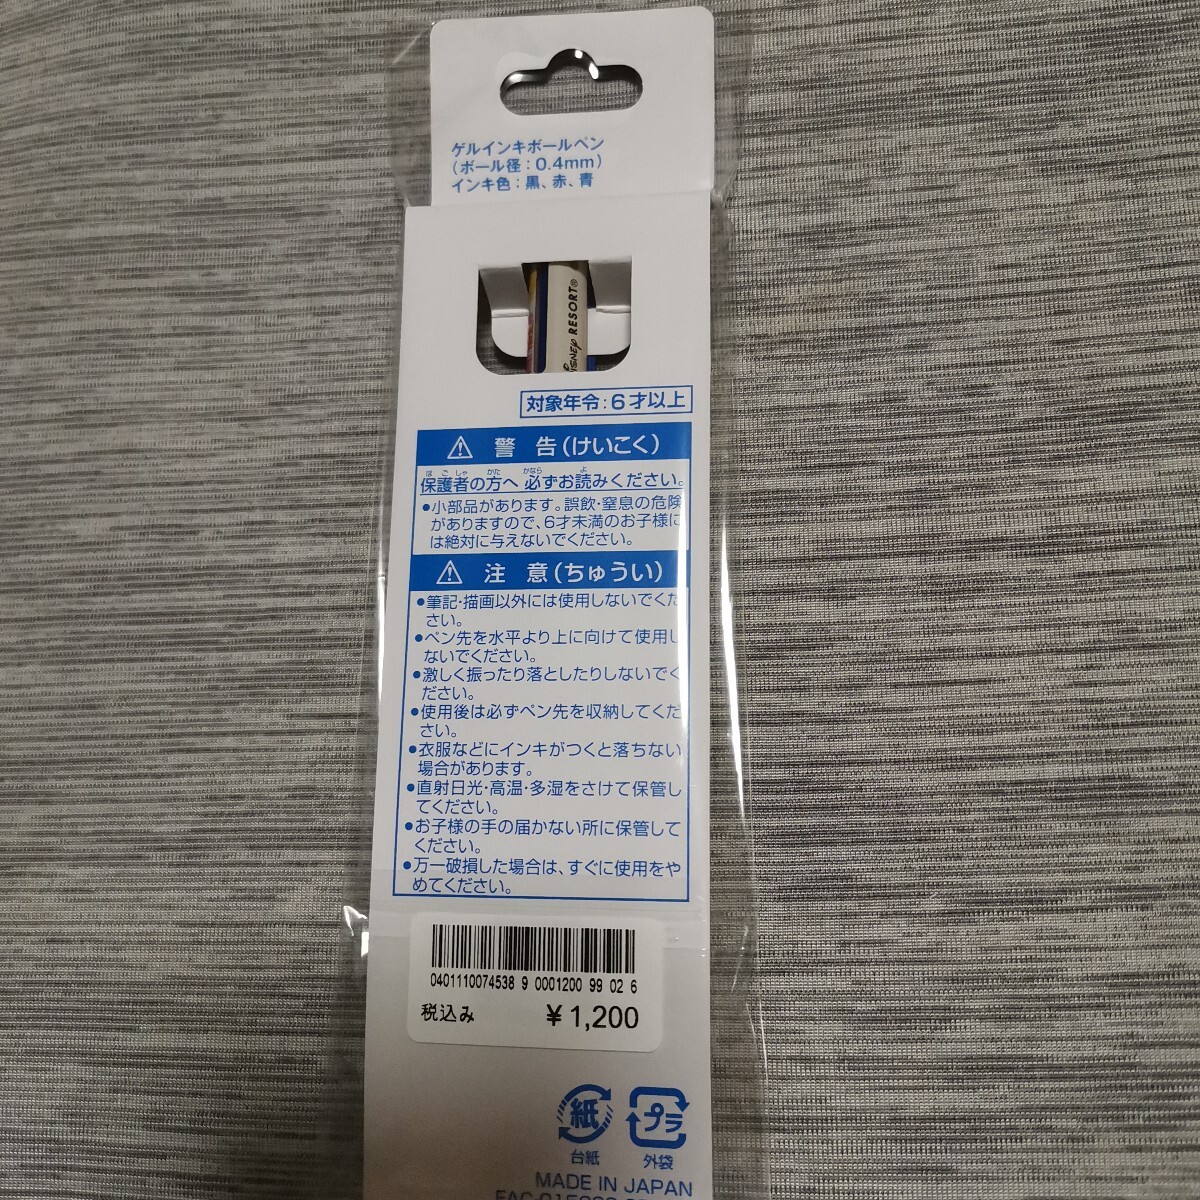 ゲルインキボールペン
(ボール径:0.4mm)
インキ色:黒、赤、青
DISNEY RESORT®
対象年令:6才以上
⚠ 警 告(けいこく)
保護者の方へ 必ずお読みください。
●小部品があります。誤飲・窒息の危険
がありますので、6才未満のお子様に
は絶対に与えないでください。
⚠ 注 意(ちゅうい)
●筆記・描画以外には使用しないでくだ
さい。
●ペン先を水平より上に向けて使用し
ないでください。
●激しく振ったり落としたりしないでく
ださい。
●使用後は必ずペン先を収納してくだ
さい。
●衣服などにインキがつくと落ちない
場合があります。
●直射日光・高温・多湿をさけて保管し
てください。
●お子様の手の届かない所に保管して
ください。
●万一破損した場合は、すぐに使用をや
めてください。
0401110074538 9 0001200 99 02 6
税込み ¥1,200
紙 プラ
台紙 外袋
MADE IN JAPAN